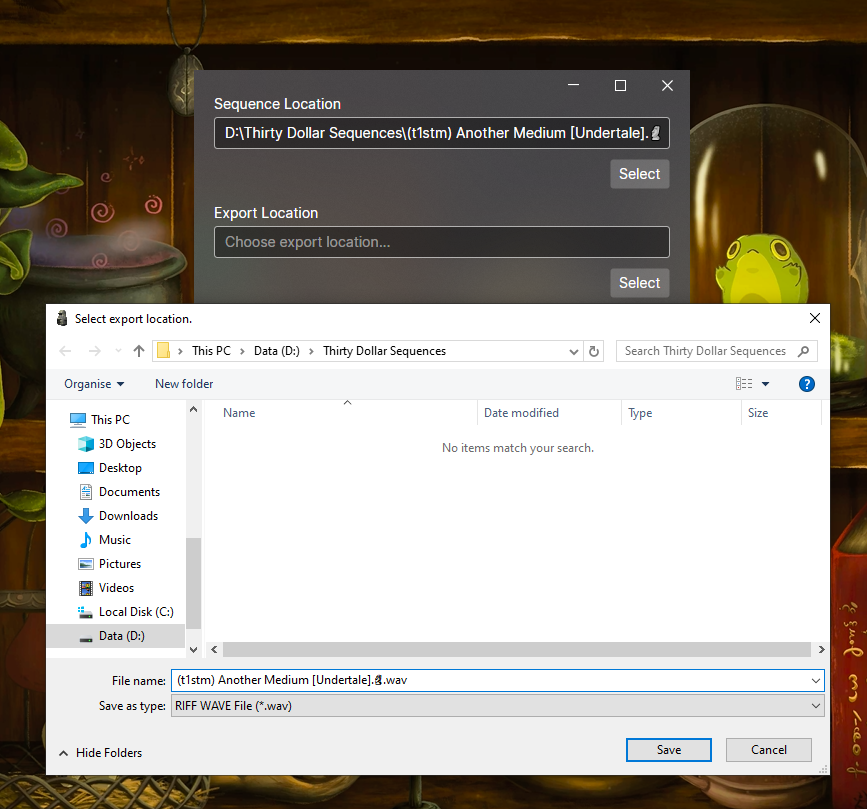 Sequence Location
D:\Thirty Dollar Sequences\(t1stm) Another Medium [Undertale].🗿
Select
Export Location
Choose export location...
Select
Select export location.
This PC > Data (D:) > Thirty Dollar Sequences
Search Thirty Dollar Sequences
Organise
New folder
?
Name Date modified Type Size
No items match your search.
This PC
3D Objects
Desktop
Documents
Downloads
Music
Pictures
Videos
Local Disk (C:)
Data (D:)
File name: (t1stm) Another Medium [Undertale].🗿.wav
Save as type: RIFF WAVE File (*.wav)
Hide Folders
Save
Cancel